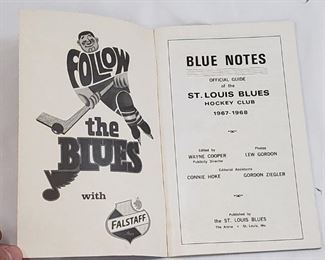 FOLLOW
the
BLUES
with
FALSTAFF
BLUE NOTES
OFFICIAL GUIDE
of the
ST. LOUIS BLUES
HOCKEY CLUB
1967-1968
Edited by
WAYNE COOPER
Publicity Director
Photos
LEW GORDON
Editorial Assistants
CONNIE HOKE
GORDON ZIEGLER
Published by
the ST. LOUIS BLUES
The Arena • St. Louis, Mo.